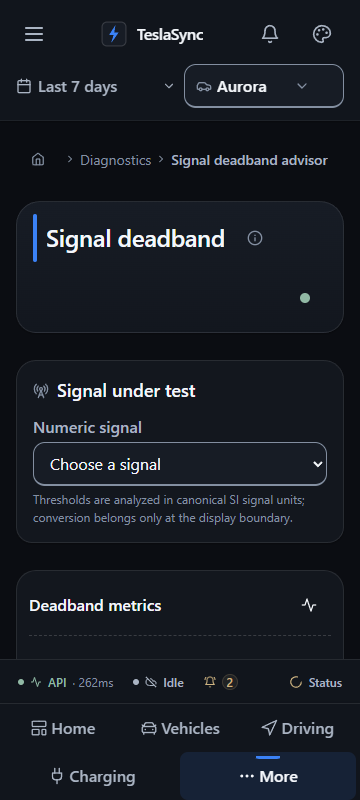 TeslaSync
Last 7 days
Aurora
Diagnostics
Signal deadband advisor
Signal deadband
Signal under test
Numeric signal
Choose a signal
Thresholds are analyzed in canonical SI signal units;
conversion belongs only at the display boundary.
Deadband metrics
API · 262ms
Idle
2
Status
Home
Vehicles
Driving
Charging
More